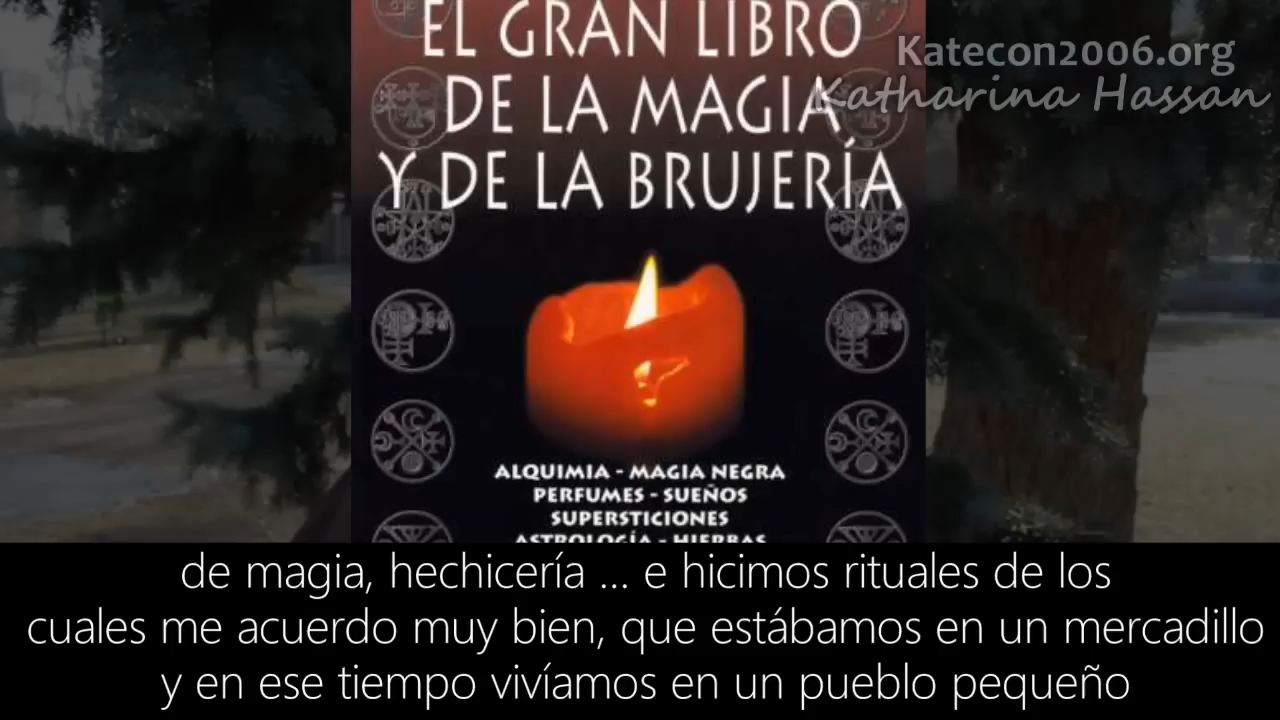 EL GRAN LIBRO
DE LA MAGIA
Y DE LA BRUJERÍA
Katecon2006.org
Katharina Hassan
ALQUIMIA - MAGIA NEGRA
PERFUMES - SUEÑOS
SUPERSTICIONES
ASTROLOGÍA - HIERBAS
de magia, hechicería ... e hicimos rituales de los
cuales me acuerdo muy bien, que estábamos en un mercadillo
y en ese tiempo vivíamos en un pueblo pequeño